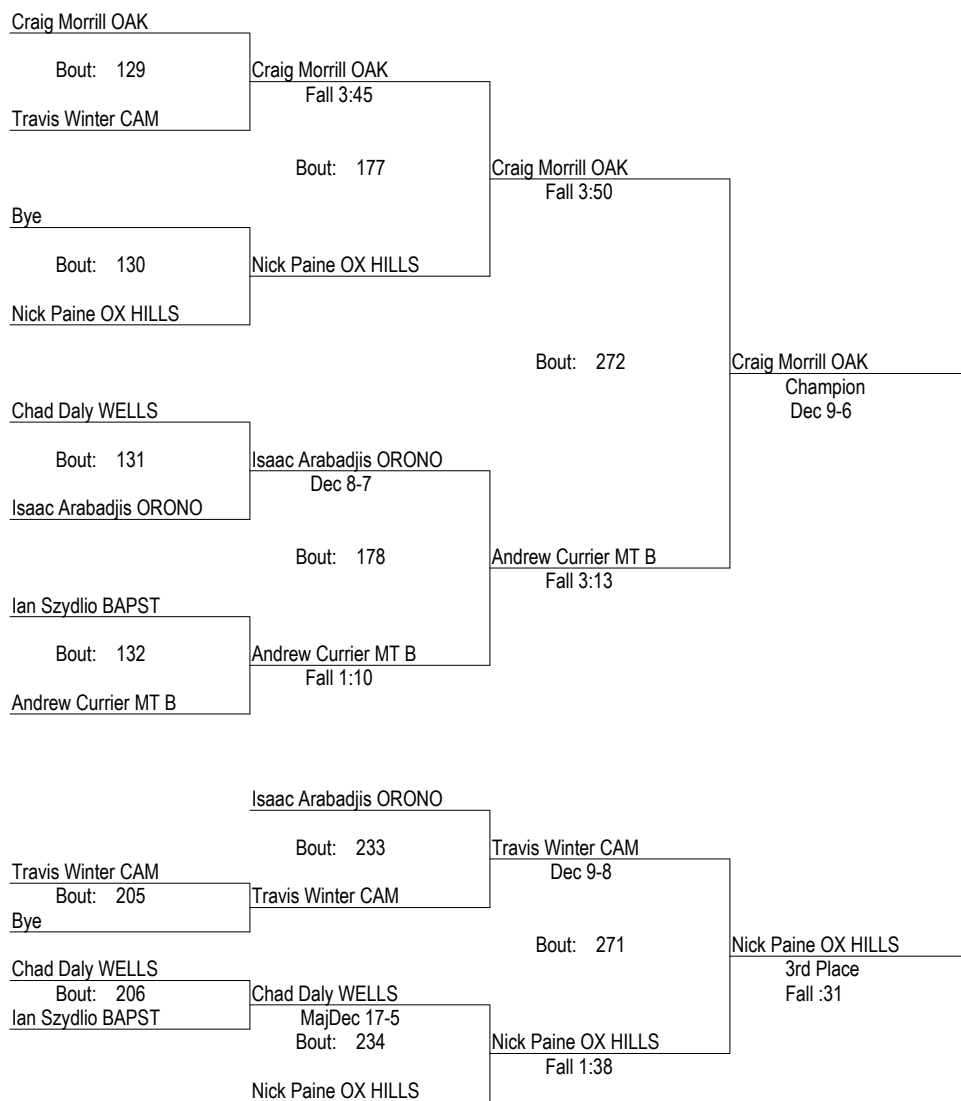 Craig Morrill OAK
Bout: 129
Craig Morrill OAK
Fall 3:45
Travis Winter CAM
Bout: 177
Craig Morrill OAK
Fall 3:50
Bye
Bout: 130
Nick Paine OX HILLS
Nick Paine OX HILLS
Bout: 272
Craig Morrill OAK
Champion
Dec 9-6
Chad Daly WELLS
Bout: 131
Isaac Arabadjis ORONO
Dec 8-7
Isaac Arabadjis ORONO
Bout: 178
Andrew Currier MT B
Fall 3:13
Ian Szydlio BAPST
Bout: 132
Andrew Currier MT B
Fall 1:10
Andrew Currier MT B
Isaac Arabadjis ORONO
Bout: 233
Travis Winter CAM
Dec 9-8
Travis Winter CAM
Bout: 205
Travis Winter CAM
Bye
Bout: 271
Nick Paine OX HILLS
3rd Place
Fall :31
Chad Daly WELLS
Bout: 206
Chad Daly WELLS
Ian Szydlio BAPST
MajDec 17-5
Bout: 234
Nick Paine OX HILLS
Fall 1:38
Nick Paine OX HILLS